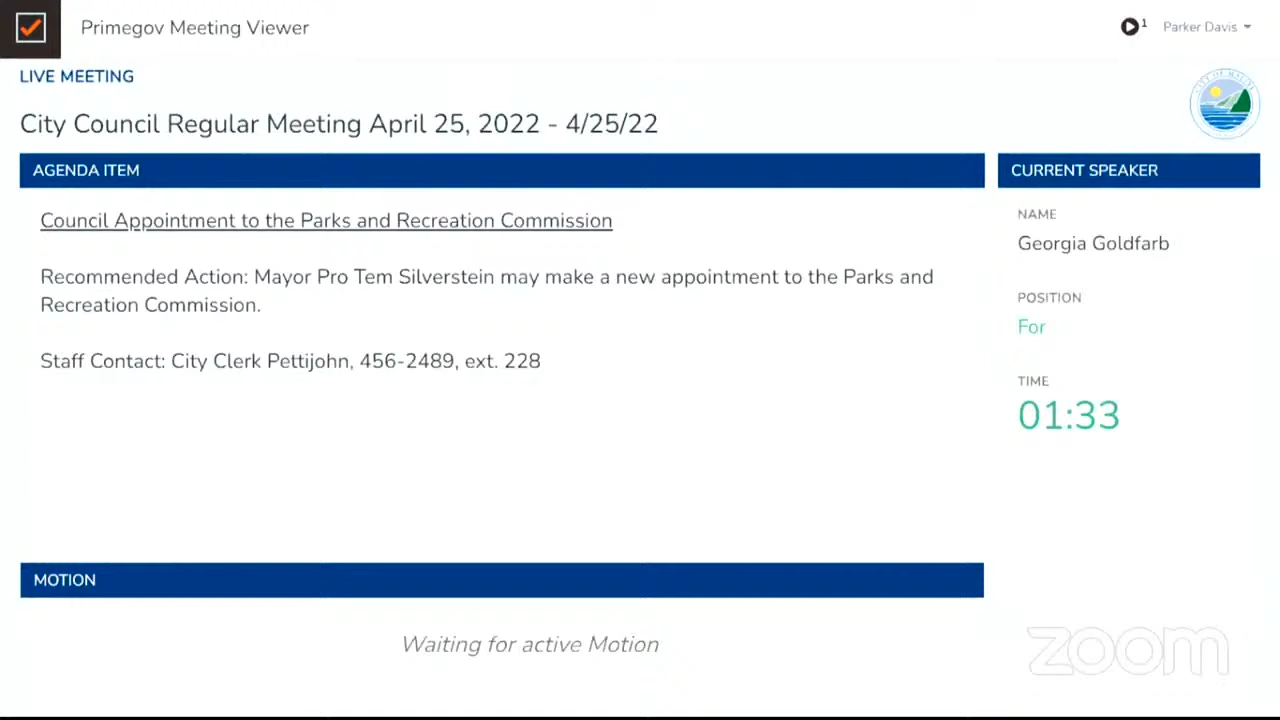 Primegov Meeting Viewer
1
Parker Davis
LIVE MEETING
City Council Regular Meeting April 25, 2022 - 4/25/22
AGENDA ITEM
CURRENT SPEAKER
Council Appointment to the Parks and Recreation Commission
Recommended Action: Mayor Pro Tem Silverstein may make a new appointment to the Parks and
Recreation Commission.
Staff Contact: City Clerk Pettijohn, 456-2489, ext. 228
NAME
Georgia Goldfarb
POSITION
For
TIME
01:33
MOTION
Waiting for active Motion
zoom